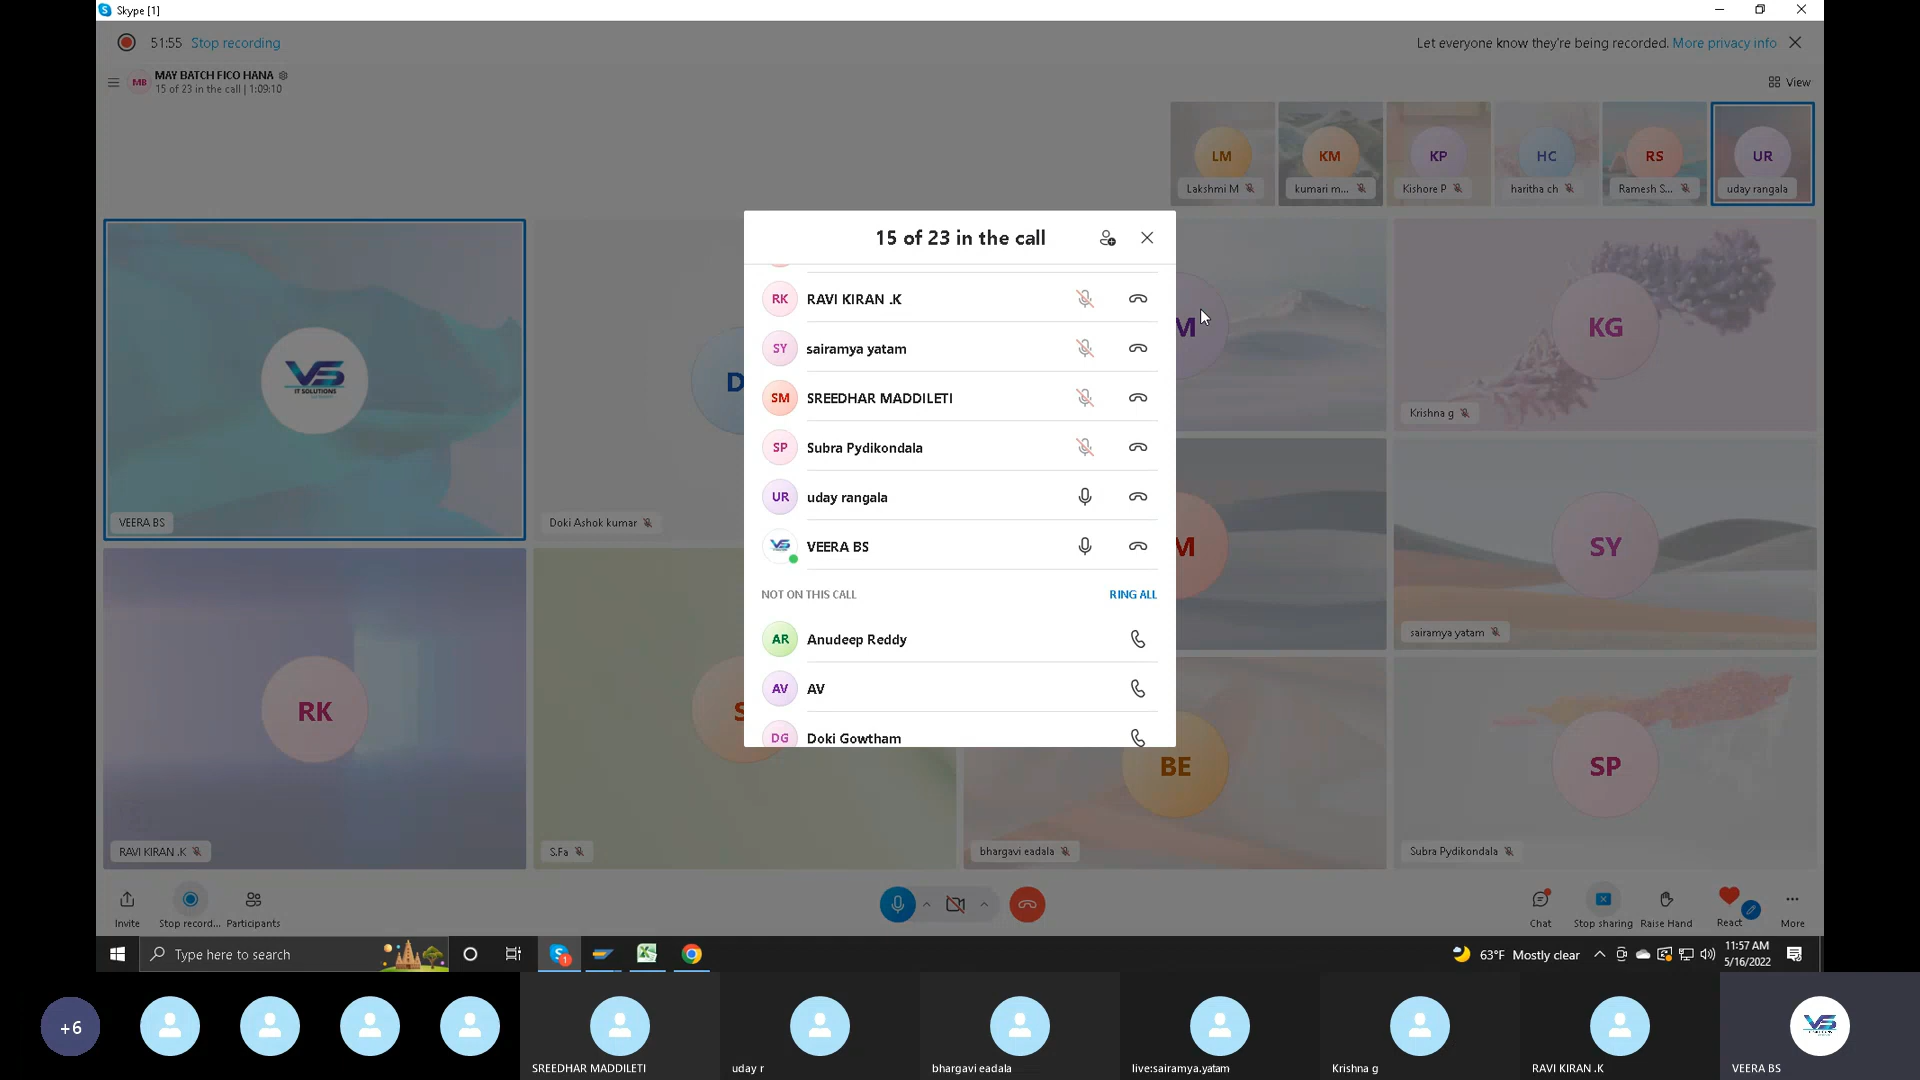 Skype [1]
51:55 Stop recording
Let everyone know they're being recorded. More privacy info
MB
MAY BATCH FICO HANA
15 of 23 in the call | 1:09:10
View
LM
KM
KP
HC
RS
UR
Lakshmi M
kumari m...
Kishore P
haritha ch
Ramesh S...
uday rangala
15 of 23 in the call
RK RAVI KIRAN .K
SY sairamya yatam
SM SREEDHAR MADDILETI
SP Subra Pydikondala
UR uday rangala
VS VEERA BS
NOT ON THIS CALL
RING ALL
AR Anudeep Reddy
AV AV
DG Doki Gowtham
VS
IT SOLUTIONS
VEERA BS
D
Doki Ashok kumar
M
KG
Krishna g
M
SY
sairamya yatam
RK
RAVI KIRAN .K
S
S.Fa
BE
bhargavi eadala
SP
Subra Pydikondala
Invite
Stop record...
Participants
Chat
Stop sharing
Raise Hand
React
More
Type here to search
1
63°F Mostly clear
11:57 AM
5/16/2022
+6
SREEDHAR MADDILETI
uday r
bhargavi eadala
live:sairamya.yatam
Krishna g
RAVI KIRAN .K
VS
VEERA BS